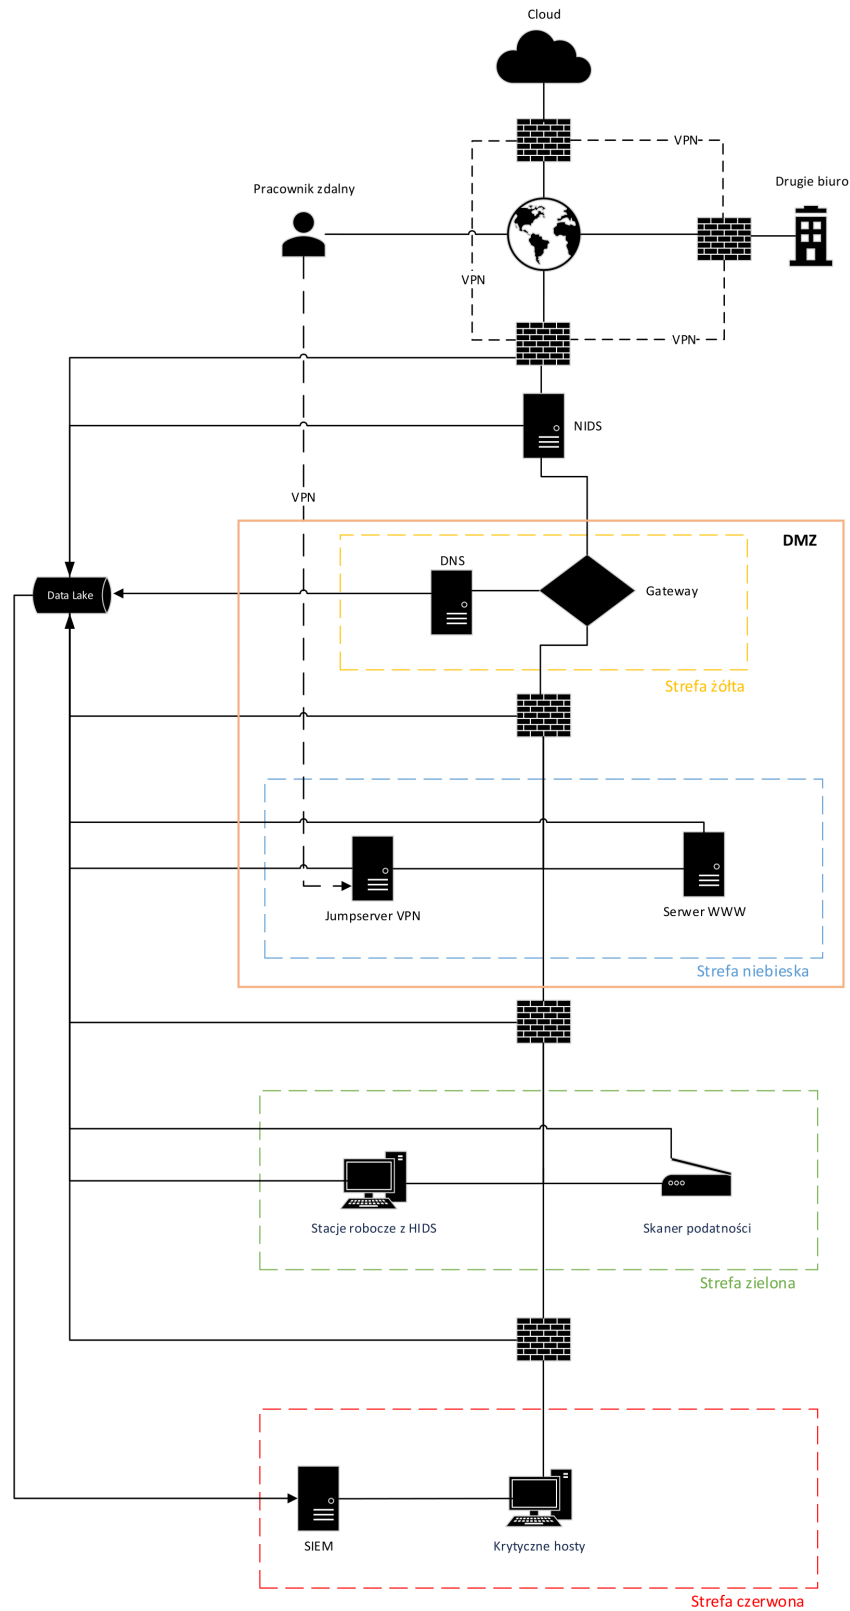 Cloud
VPN
Drugie biuro
Pracownik zdalny
VPN
VPN
NIDS
VPN
DMZ
DNS
Data Lake
Gateway
Strefa żółta
Jumpserver VPN
Serwer WWW
Strefa niebieska
Stacje robocze z HIDS
Skaner podatności
Strefa zielona
SIEM
Krytyczne hosty
Strefa czerwona